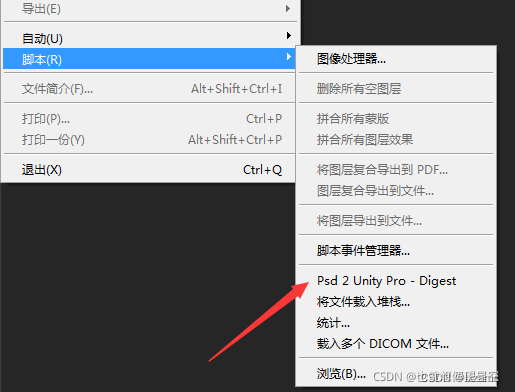 导出(E)
自动(U)
脚本(R)
文件简介(F)... Alt+Shift+Ctrl+I
打印(P)... Ctrl+P
打印一份(Y) Alt+Shift+Ctrl+P
退出(X) Ctrl+Q
图像处理器...
删除所有空图层
拼合所有蒙版
拼合所有图层效果
将图层复合导出到 PDF...
图层复合导出到文件...
将图层导出到文件...
脚本事件管理器...
Psd 2 Unity Pro - Digest
将文件载入堆栈...
统计...
载入多个 DICOM 文件...
浏览(B)...
CSDN